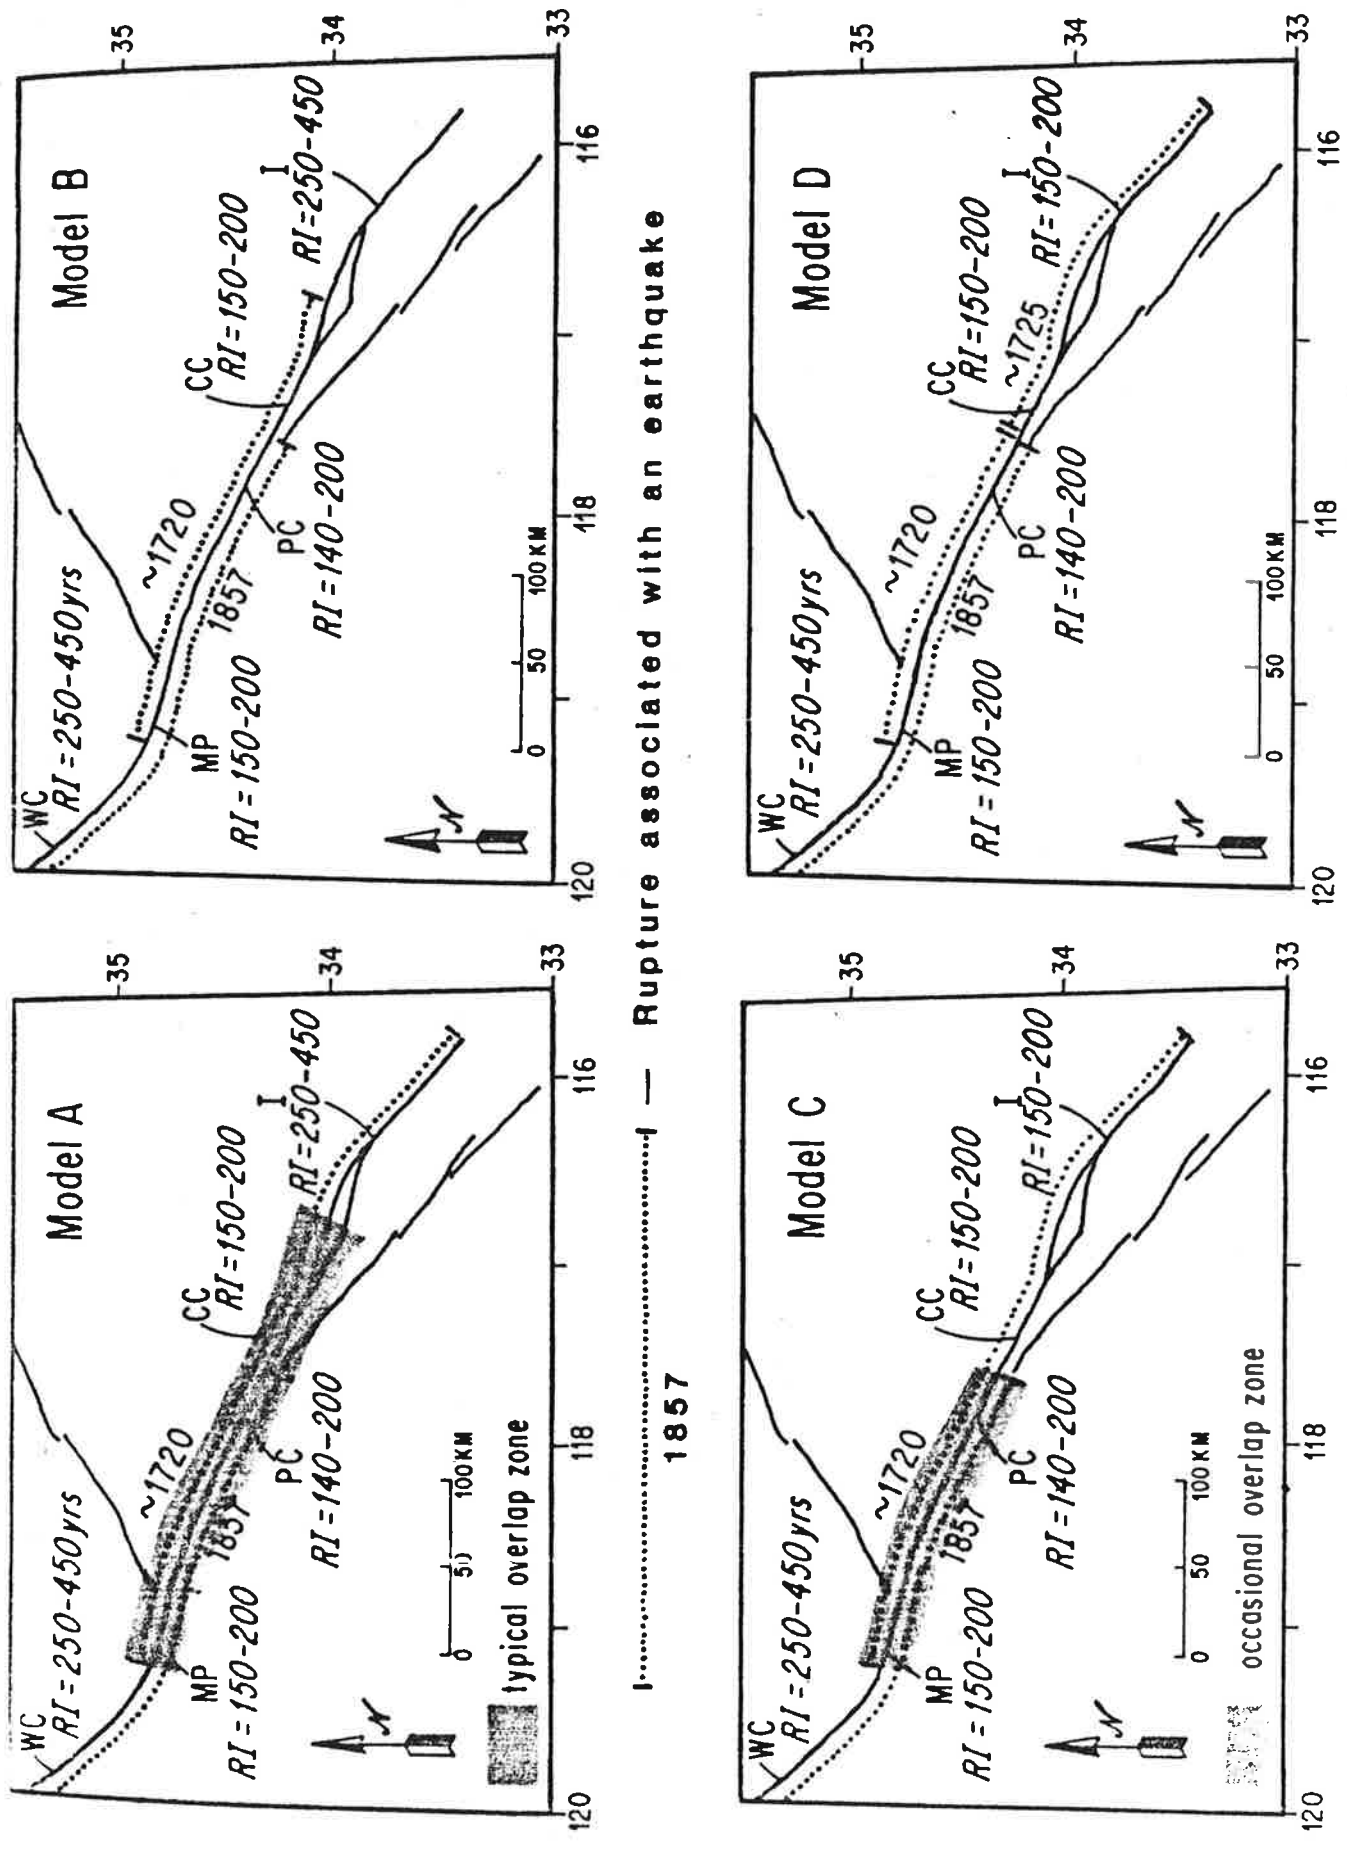 Model A
WC
RI=250-450yrs
~1720
CC
RI=150-200
I
RI=250-450
1857
MP
RI=150-200
PC
RI=140-200
N
0 50 100KM
typical overlap zone
35
34
33
120
118
116
Model B
WC
RI=250-450yrs
~1720
CC
RI=150-200
I
RI=250-450
1857
MP
RI=150-200
PC
RI=140-200
N
0 50 100KM
35
34
33
120
118
116
1857
— Rupture associated with an earthquake
Model C
WC
RI=250-450yrs
~1720
CC
RI=150-200
I
RI=150-200
1857
MP
RI=150-200
PC
RI=140-200
N
0 50 100KM
occasional overlap zone
35
34
33
120
118
116
Model D
WC
RI=250-450yrs
~1720
~1725
CC
RI=150-200
I
RI=150-200
1857
MP
RI=150-200
PC
RI=140-200
N
0 50 100KM
35
34
33
120
118
116